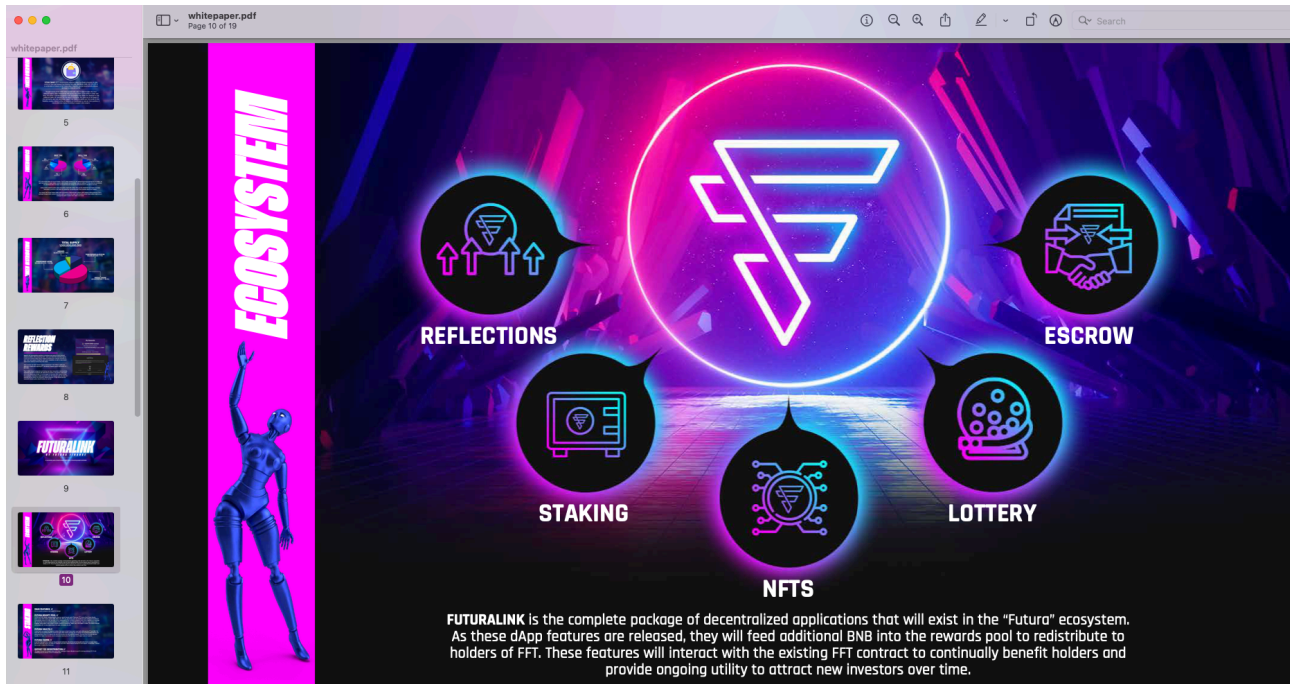 whitepaper.pdf
Page 10 of 19
Search
whitepaper.pdf
5
6
7
REFLECTION
REWARDS
8
FUTURALINK
9
10
11
ECOSYSTEM
REFLECTIONS
ESCROW
STAKING
LOTTERY
NFTS
FUTURALINK is the complete package of decentralized applications that will exist in the “Futura” ecosystem.
As these dApp features are released, they will feed additional BNB into the rewards pool to redistribute to
holders of FFT. These features will interact with the existing FFT contract to continually benefit holders and
provide ongoing utility to attract new investors over time.